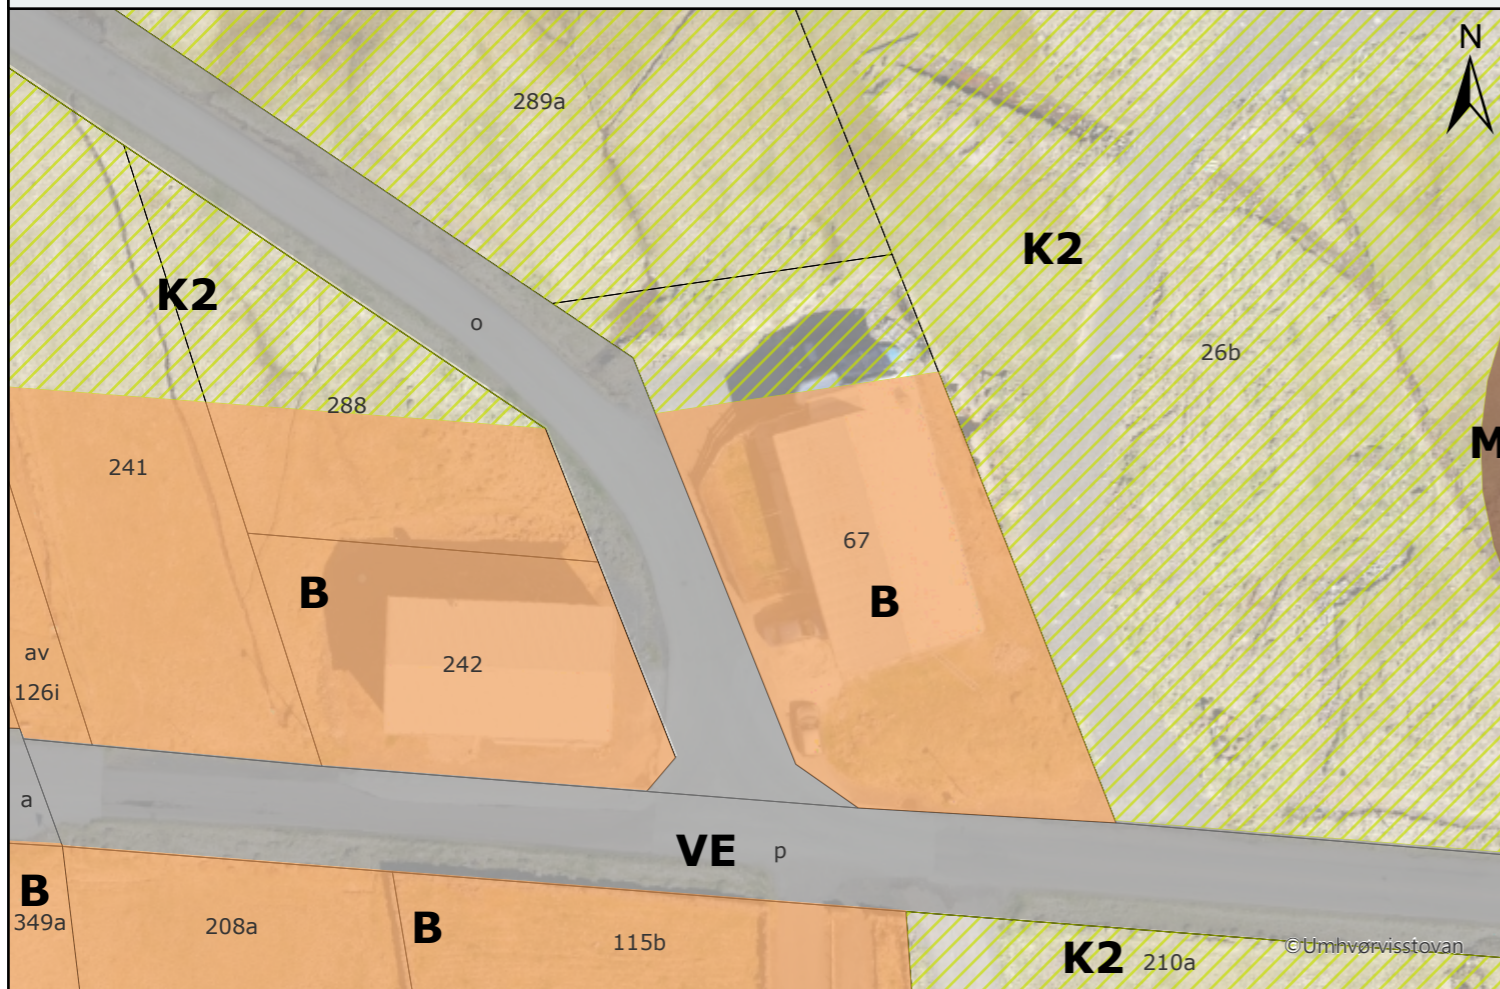 N
289a
K2
K2
o
26b
288
M
241
67
B
B
av
242
126i
a
VE p
B
349a
208a
B
115b
©Umhvørvisstovan
K2 210a